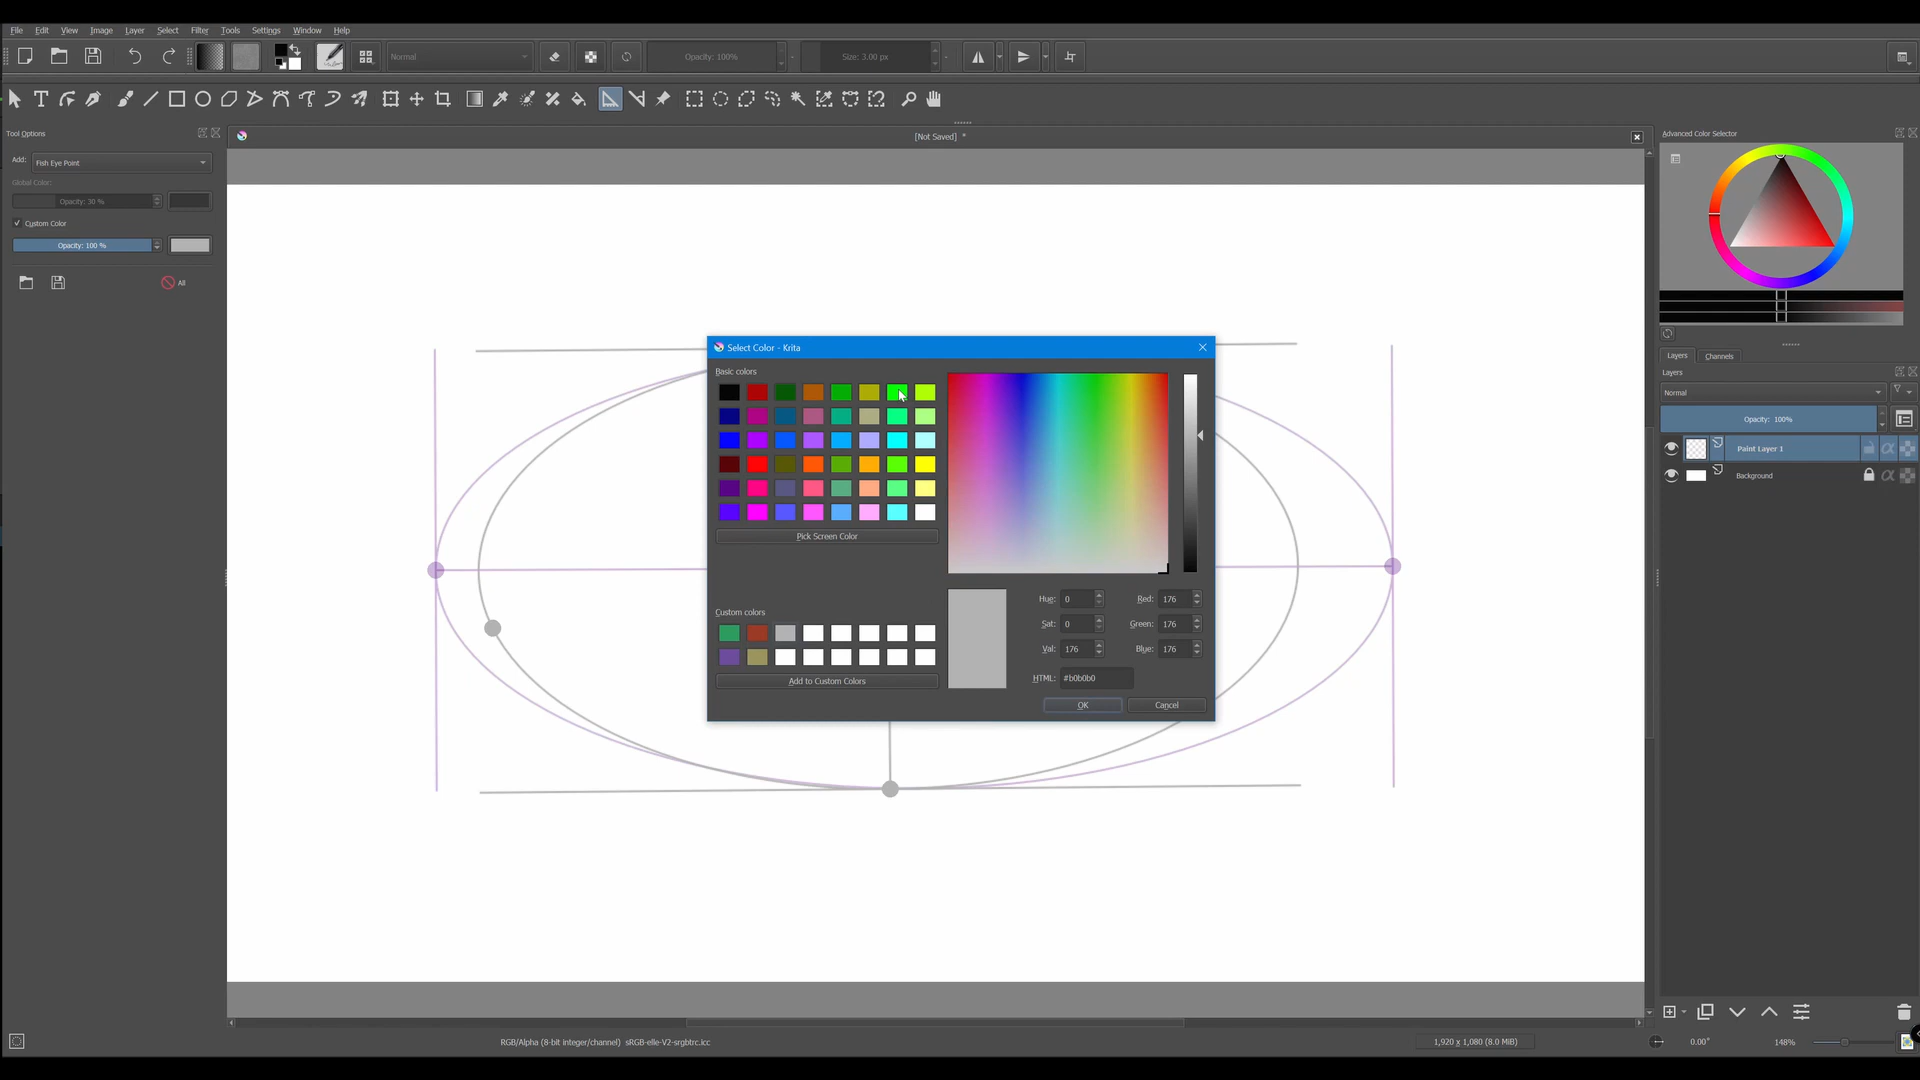 File Edit View Image Layer Select Filter Tools Settings Window Help
Normal
Opacity: 100%
Size: 3.00 px
Tool Options
[Not Saved] *
Advanced Color Selector
Add: Fish Eye Point
Global Color:
Opacity: 30 %
Custom Color
Opacity: 100 %
All
Select Color - Krita
Basic colors
Pick Screen Color
Custom colors
Add to Custom Colors
Hue: 0
Red: 176
Sat: 0
Green: 176
Val: 176
Blue: 176
HTML: #b0b0b0
OK
Cancel
Layers Channels
Layers
Normal
Opacity: 100%
Paint Layer 1
Background
RGB/Alpha (8-bit integer/channel) sRGB-elle-V2-srgbtrc.icc
1,920 x 1,080 (8.0 MiB)
0.00°
148%